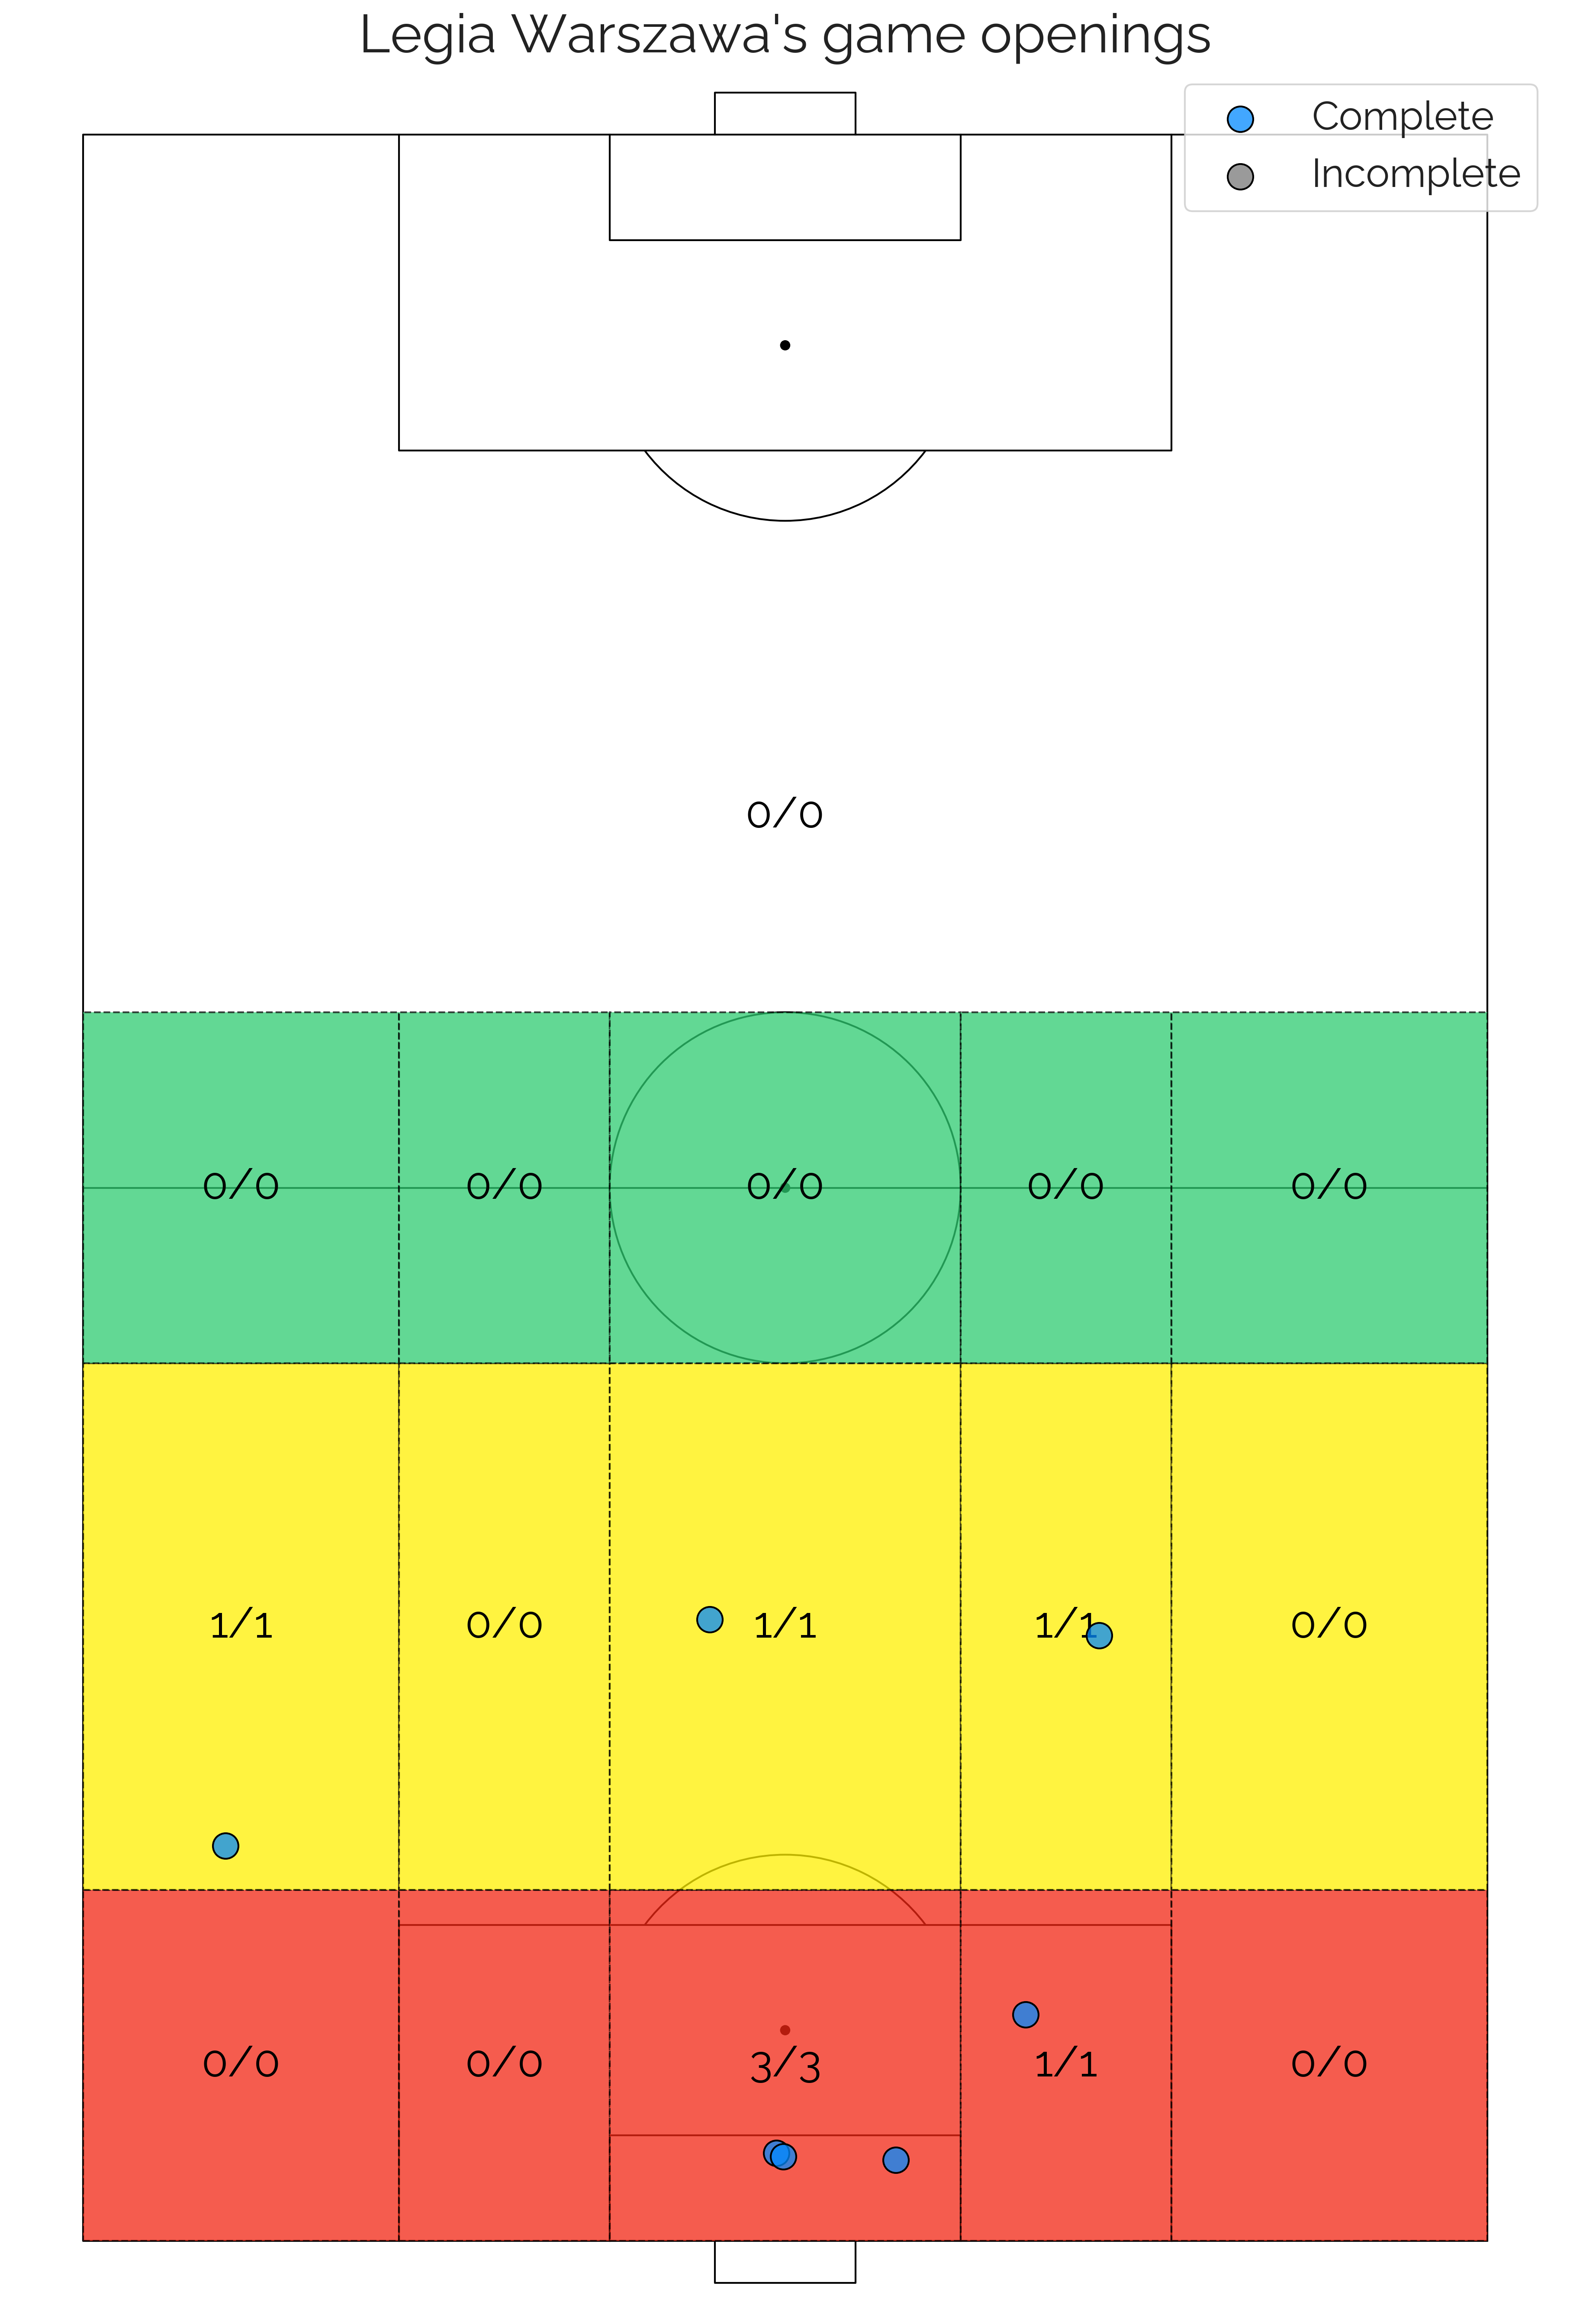 Legia Warszawa's game openings
Complete
Incomplete
0/0
0/0 0/0 0/0 0/0 0/0
1/1 0/0 1/1 1/1 0/0
0/0 0/0 3/3 1/1 0/0